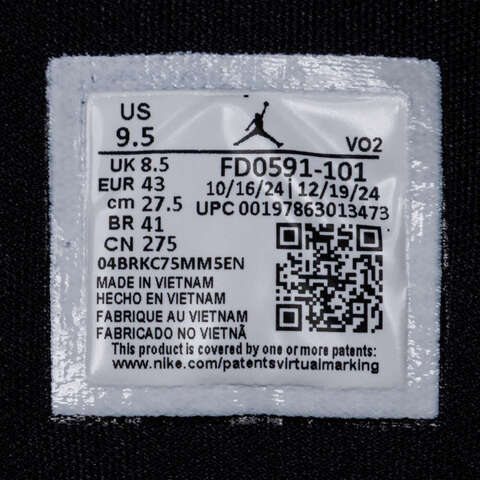 US
9.5
VO2
UK 8.5
FD0591-101
EUR 43
10/16/24 | 12/19/24
cm 27.5
UPC 00197863013473
BR 41
CN 275
04BRKC75MM5EN
MADE IN VIETNAM
HECHO EN VIETNAM
FABRIQUE AU VIETNAM
FABRICADO NO VIETNÃ
This product is covered by one or more patents:
www.nike.com/patentsvirtualmarking